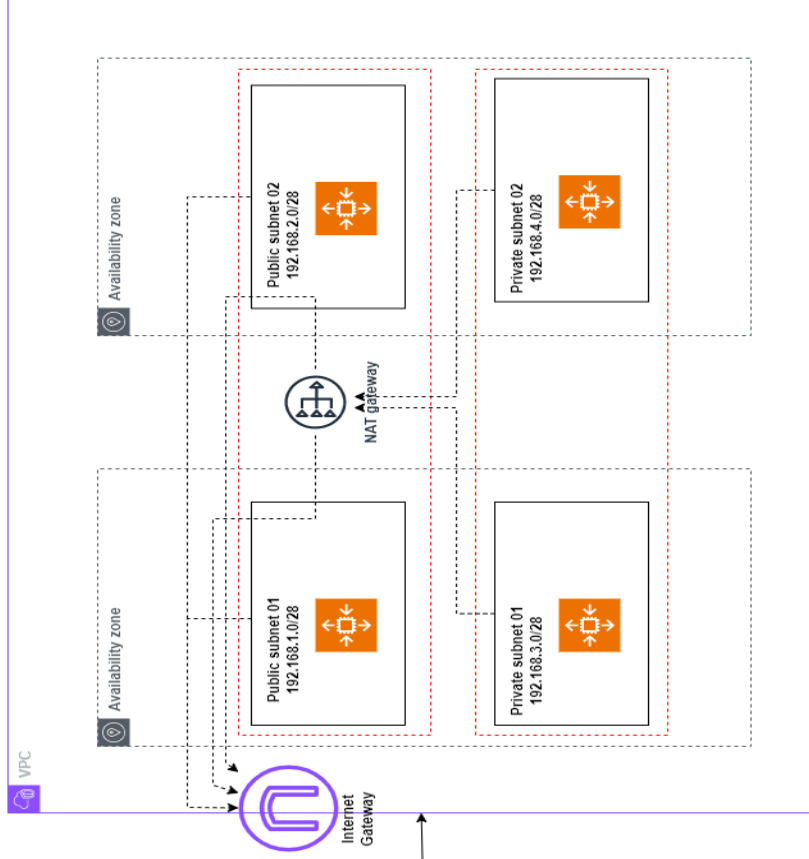 VPC
Availability zone
Public subnet 01
192.168.1.0/28
Private subnet 01
192.168.3.0/28
Availability zone
Public subnet 02
192.168.2.0/28
Private subnet 02
192.168.4.0/28
NAT gateway
Internet
Gateway